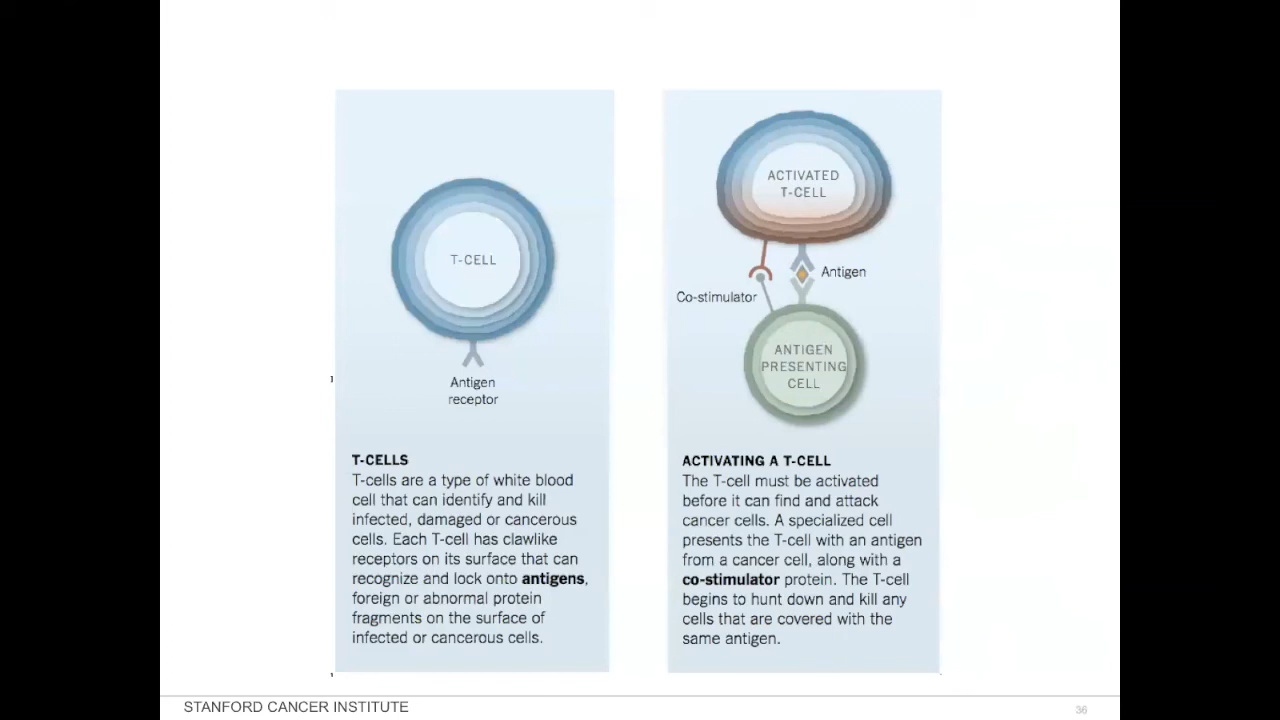 T-CELL
Antigen
receptor
T-CELLS
T-cells are a type of white blood
cell that can identify and kill
infected, damaged or cancerous
cells. Each T-cell has clawlike
receptors on its surface that can
recognize and lock onto antigens,
foreign or abnormal protein
fragments on the surface of
infected or cancerous cells.
ACTIVATED
T-CELL
Antigen
Co-stimulator
ANTIGEN
PRESENTING
CELL
ACTIVATING A T-CELL
The T-cell must be activated
before it can find and attack
cancer cells. A specialized cell
presents the T-cell with an antigen
from a cancer cell, along with a
co-stimulator protein. The T-cell
begins to hunt down and kill any
cells that are covered with the
same antigen.
STANFORD CANCER INSTITUTE
36